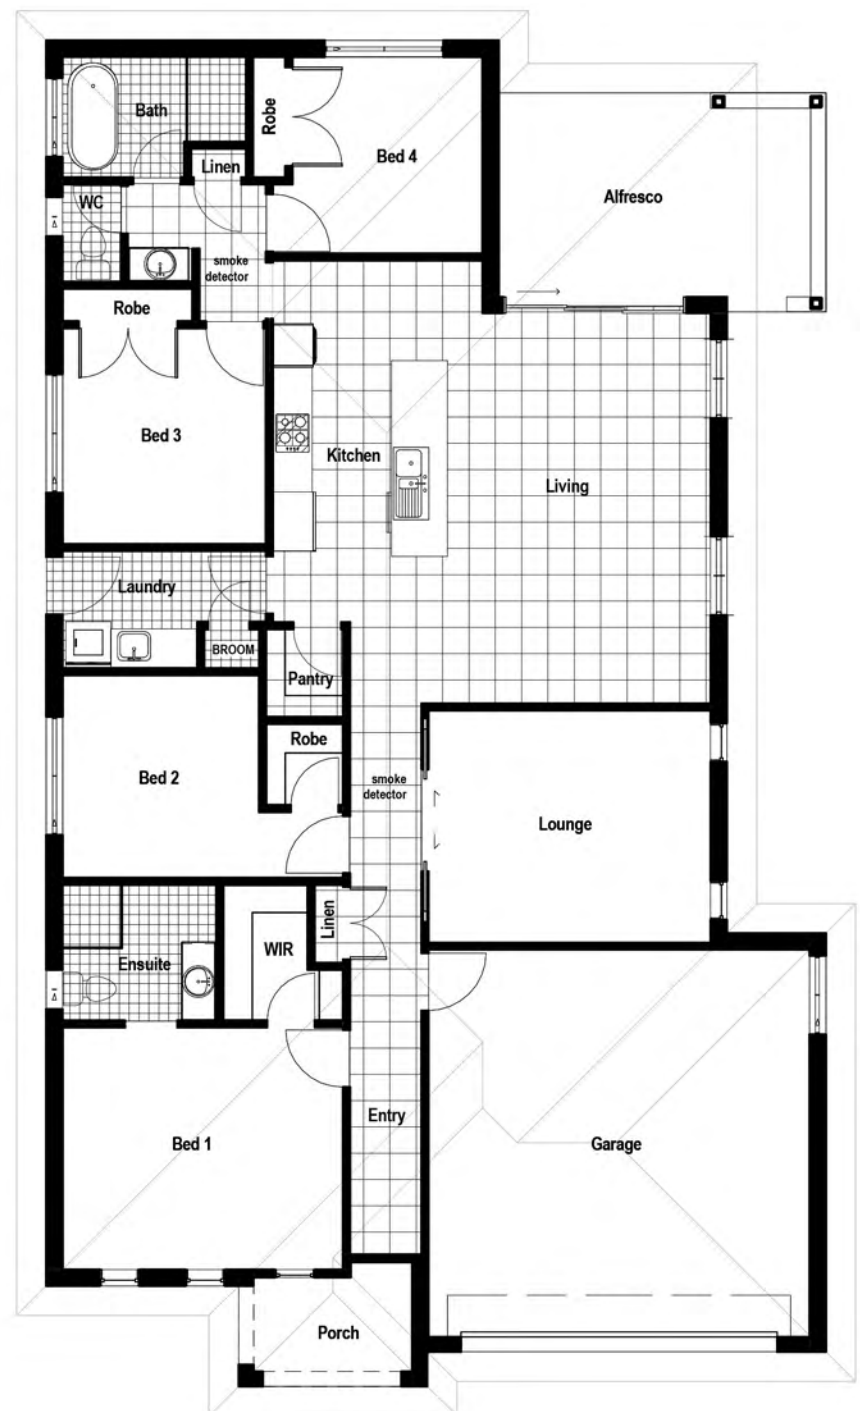 Bath
Robe
Linen
Bed 4
Alfresco
WC
smoke
detector
Robe
Bed 3
Kitchen
Living
Laundry
BROOM
Pantry
Robe
Bed 2
smoke
detector
Lounge
Linen
WIR
Ensuite
Entry
Bed 1
Garage
Porch